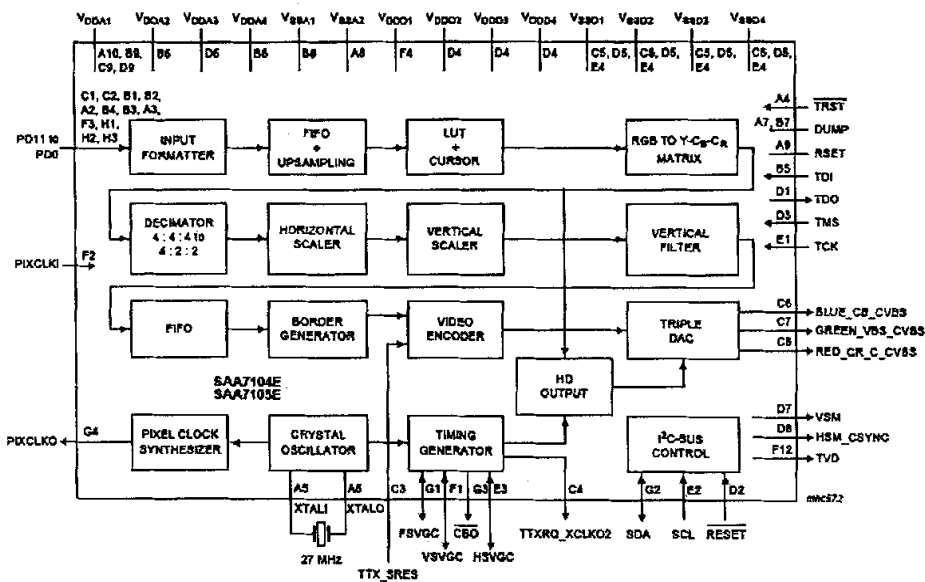 VDDA1 VDDA2 VDDA3 VDDA4 VSSA1 VSSA2 VDDD1 VDDD2 VDDD3 VDDD4 VSSD1 VSSD2 VSSD3 VSSD4
A10, B9, C9, D9
B6
D6
B8
A8
F4
D4
D4
D4
C5, D5, E4
C5, D5, E4
C5, D5, E4
C5, D5, E4
C1, C2, B1, B2,
A2, B4, B3, A3,
F3, H1,
H2, H3
PD11 to
PD0
INPUT
FORMATTER
FIFO
+
UPSAMPLING
LUT
+
CURSOR
RGB TO Y-CB-CR
MATRIX
A4 TRST
A7, B7 DUMP
A9 RSET
B5 TDI
D1 TDO
D3 TMS
E1 TCK
DECIMATOR
4 : 4 : 4 to
4 : 2 : 2
HORIZONTAL
SCALER
VERTICAL
SCALER
VERTICAL
FILTER
PIXCLKI F2
FIFO
BORDER
GENERATOR
VIDEO
ENCODER
TRIPLE
DAC
C6 BLUE_CB_CVBS
C7 GREEN_VBS_CVBS
C8 RED_CR_C_CVBS
HD
OUTPUT
SAA7104E
SAA7105E
PIXCLKO G4
PIXEL CLOCK
SYNTHESIZER
CRYSTAL
OSCILLATOR
TIMING
GENERATOR
I2C-BUS
CONTROL
D7 VSM
D8 HSM_CSYNC
F12 TVD
A5 A6 C3 G1 F1 G3 E3 C4 G2 E2 D2
mhc572
XTALI XTALO
FSVGC CBO TTXRQ_XCLKO2 SDA SCL RESET
27 MHz VSVGC HSVGC
TTX_SRES